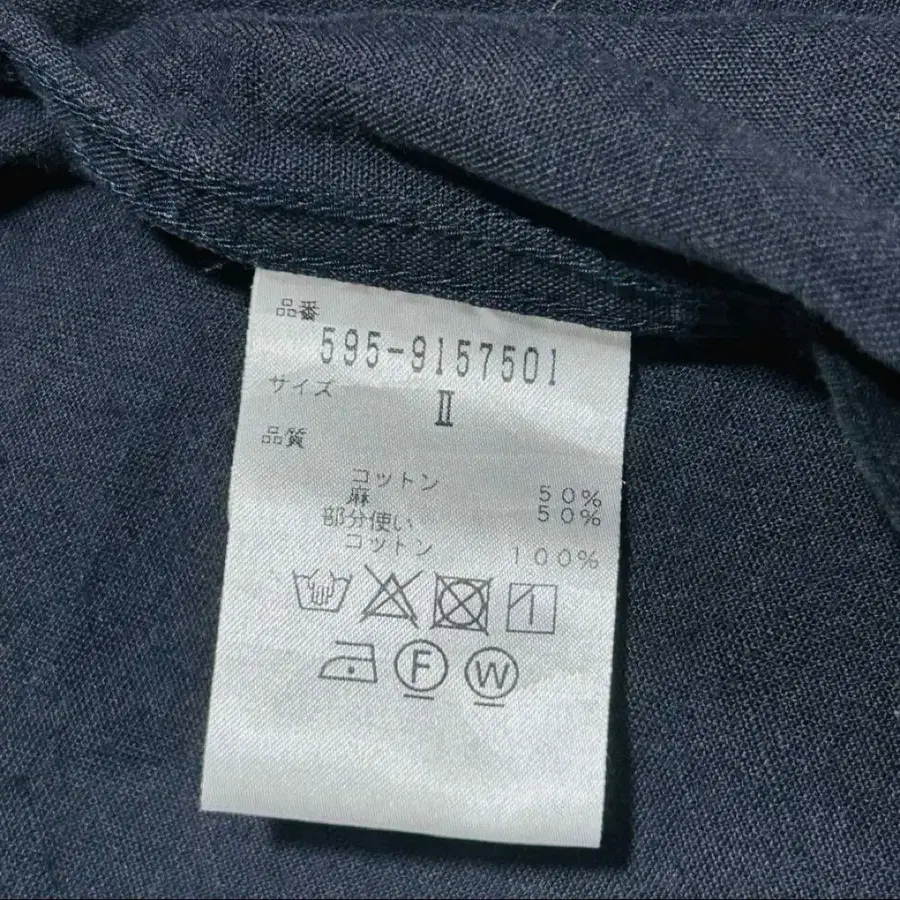 品番
595-9157501
サイズ
II
品質
コットン 50%
麻 50%
部分使い
コットン 100%
F W